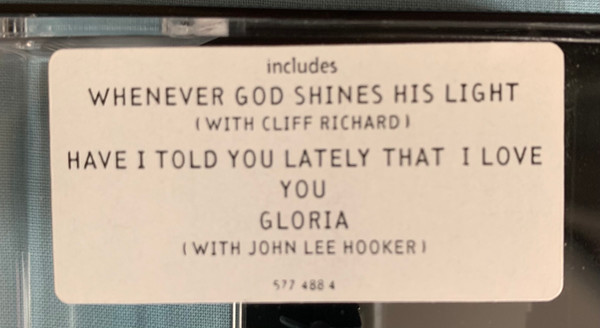 includes
WHENEVER GOD SHINES HIS LIGHT
(WITH CLIFF RICHARD)
HAVE I TOLD YOU LATELY THAT I LOVE
YOU
GLORIA
(WITH JOHN LEE HOOKER)
577 488 4